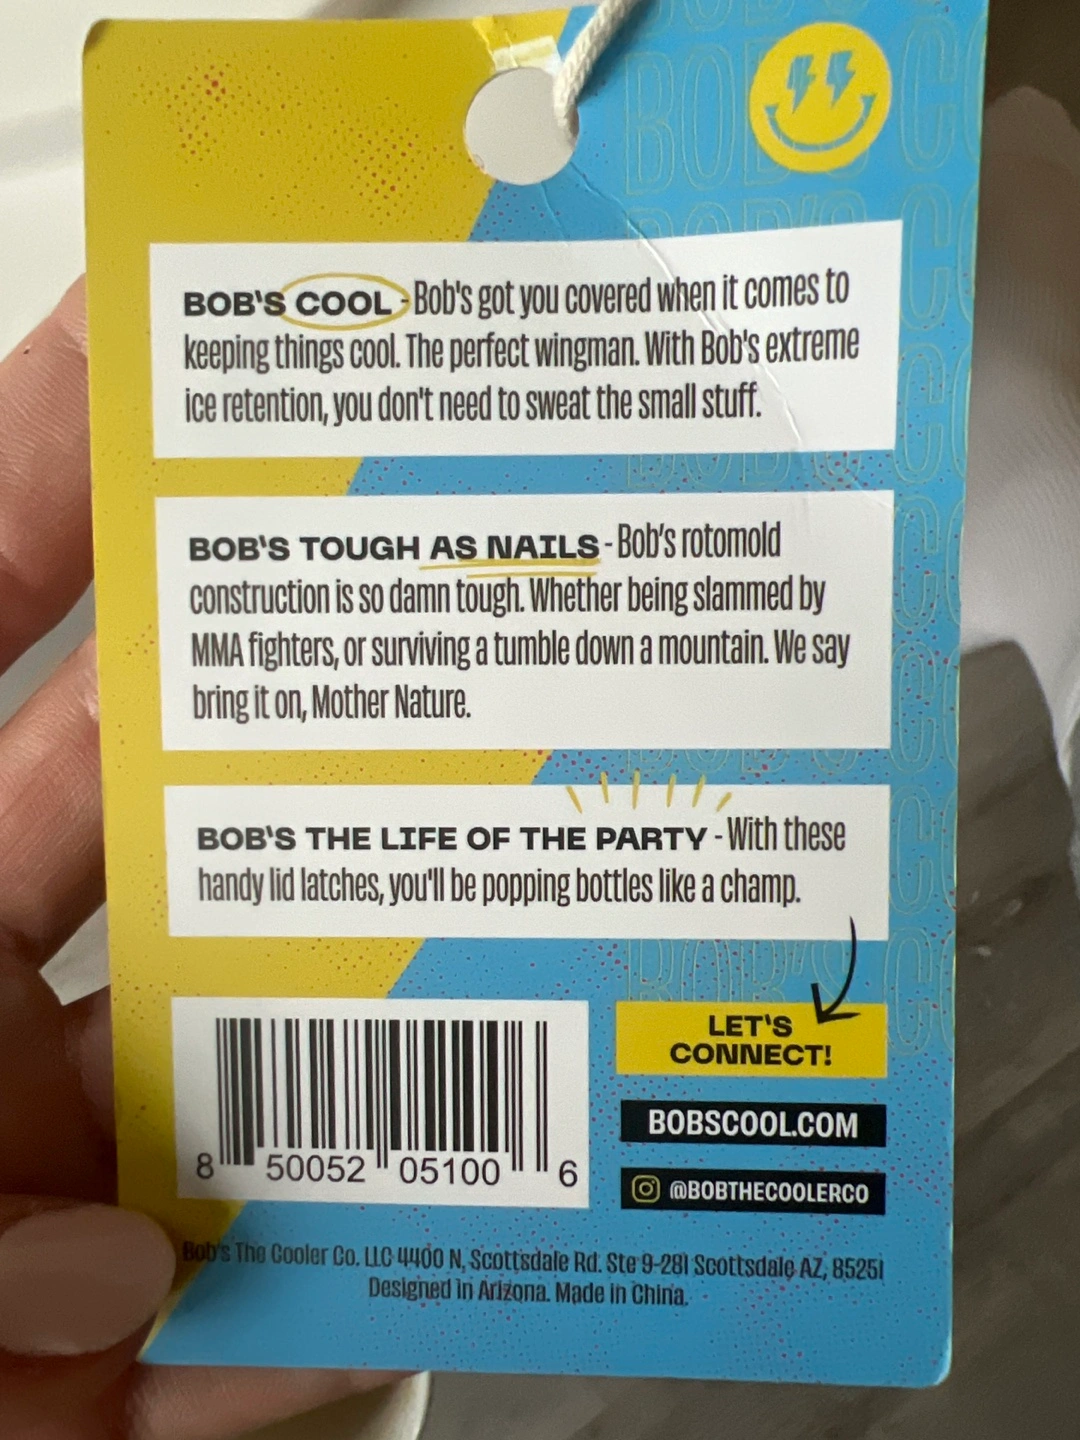 BOB'S COOL - Bob's got you covered when it comes to
keeping things cool. The perfect wingman. With Bob's extreme
ice retention, you don't need to sweat the small stuff.
BOB'S TOUGH AS NAILS - Bob's rotomold
construction is so damn tough. Whether being slammed by
MMA fighters, or surviving a tumble down a mountain. We say
bring it on, Mother Nature.
BOB'S THE LIFE OF THE PARTY - With these
handy lid latches, you'll be popping bottles like a champ.
LET'S
CONNECT!
BOBSCOOL.COM
@BOBTHECOOLERCO
8 50052 05100 6
Bob's The Cooler Co. LLC 4400 N, Scottsdale Rd. Ste 9-281 Scottsdale AZ, 85251
Designed in Arizona. Made in China.